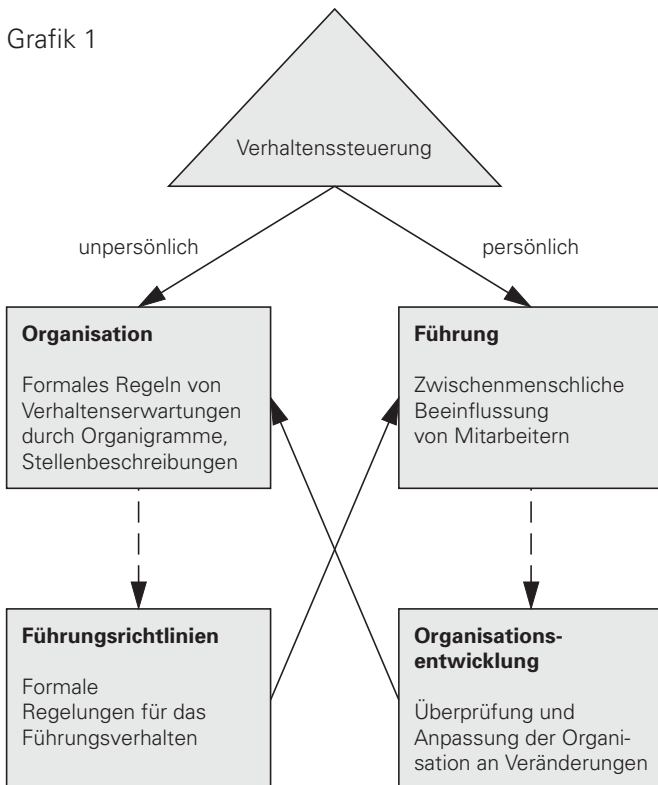 Grafik 1
Verhaltenssteuerung
unpersönlich
persönlich
Organisation
Formales Regeln von
Verhaltenserwartungen
durch Organigramme,
Stellenbeschreibungen
Führung
Zwischenmenschliche
Beeinflussung
von Mitarbeitern
Führungsrichtlinien
Formale
Regelungen für das
Führungsverhalten
Organisations-
entwicklung
Überprüfung und
Anpassung der Organi-
sation an Veränderungen